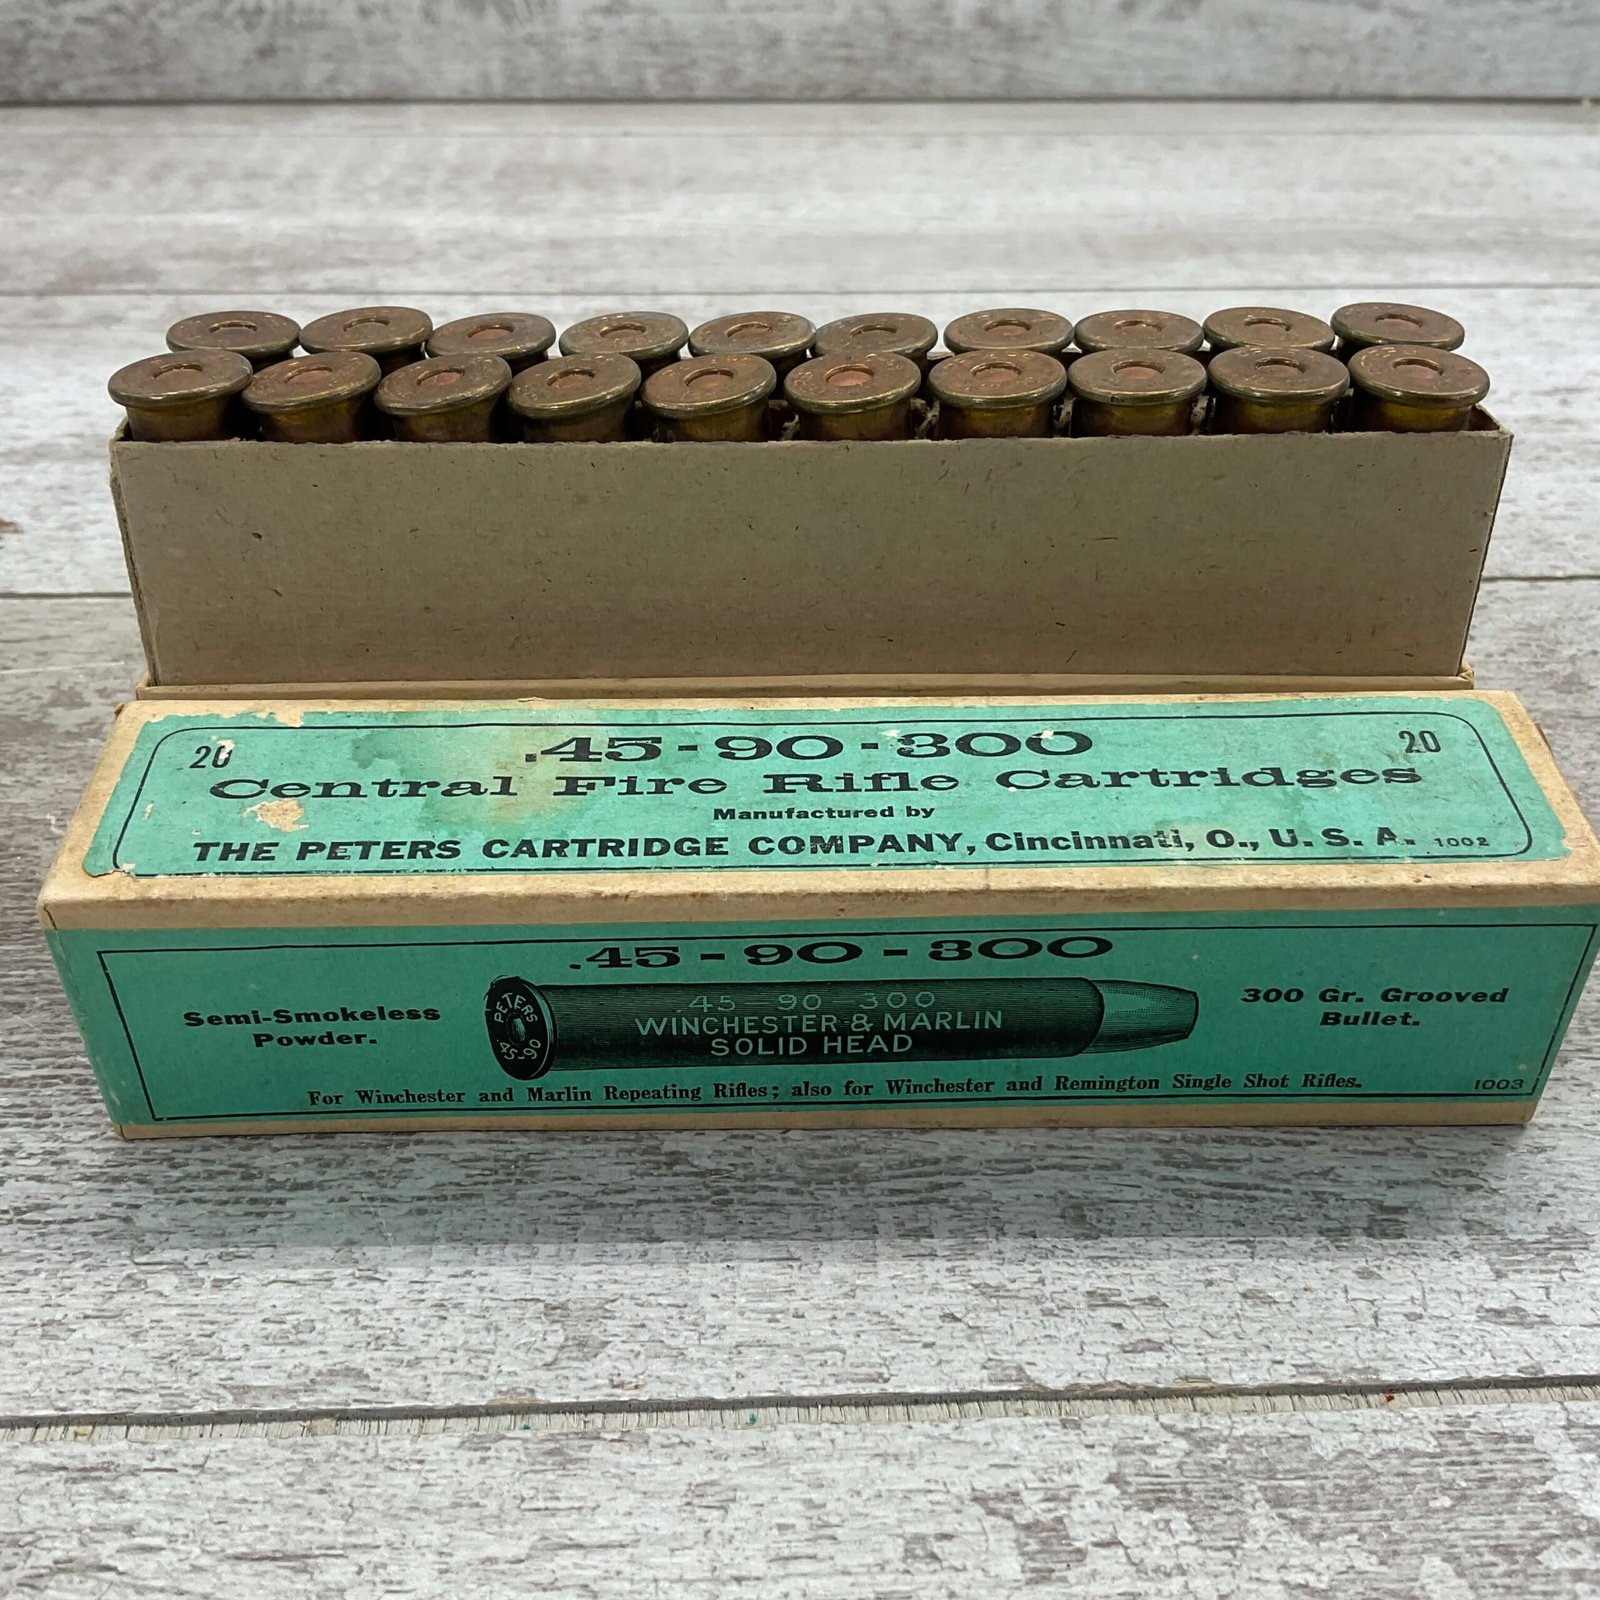 20 .45-90-300 20
Central Fire Rifle Cartridges
Manufactured by
THE PETERS CARTRIDGE COMPANY, Cincinnati, O., U. S. A. 1002
.45-90-300
Semi-Smokeless
Powder.
PETERS
.45-90
.45-90-300
WINCHESTER & MARLIN
SOLID HEAD
300 Gr. Grooved
Bullet.
For Winchester and Marlin Repeating Rifles; also for Winchester and Remington Single Shot Rifles.
1003